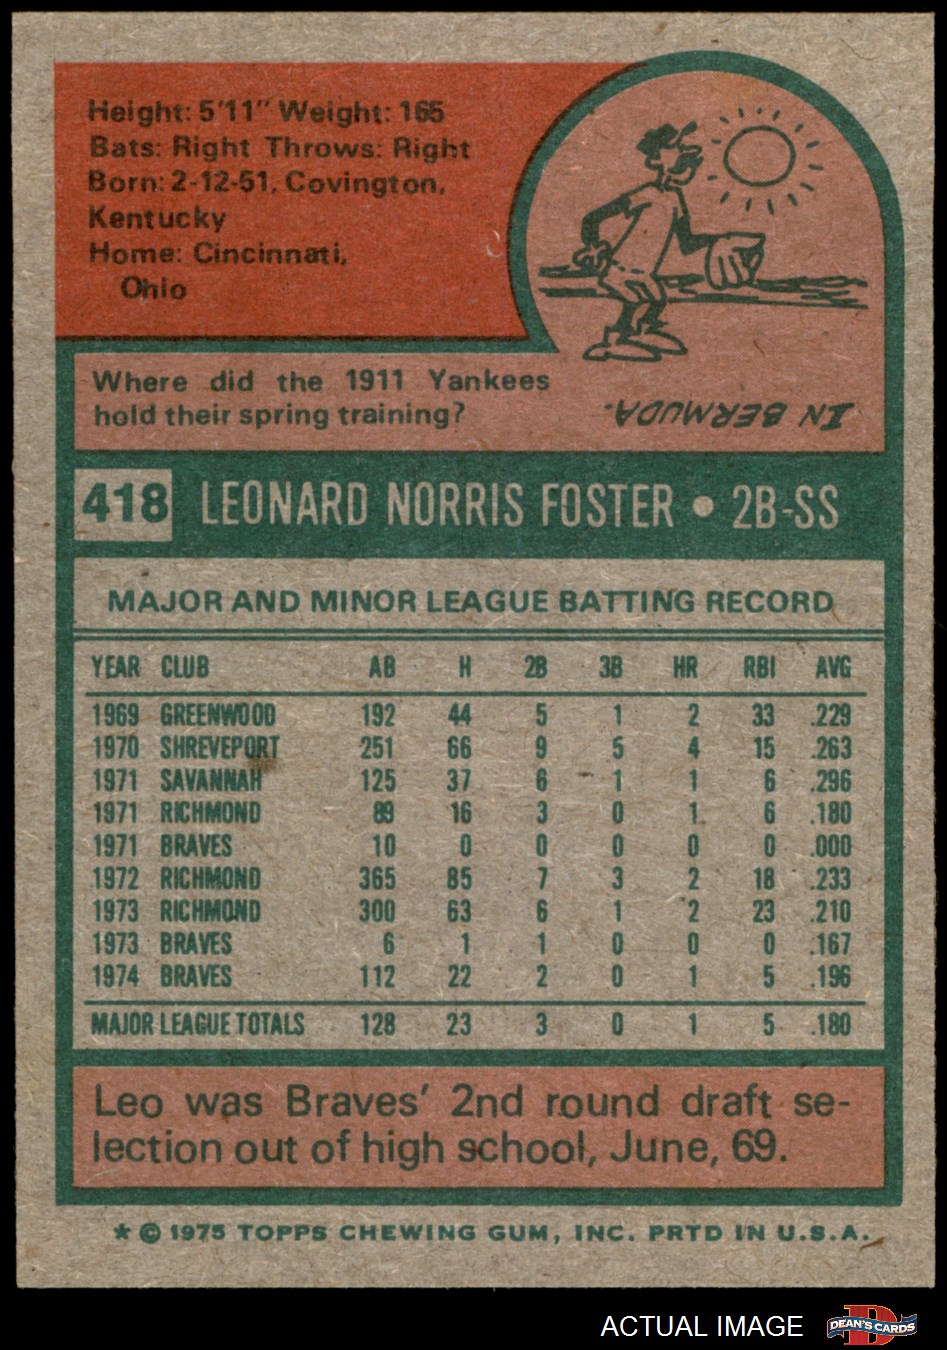 Height: 5'11" Weight: 165
Bats: Right Throws: Right
Born: 2-12-51, Covington,
Kentucky
Home: Cincinnati,
Ohio
Where did the 1911 Yankees
hold their spring training?
IN BERMUDA.
418 LEONARD NORRIS FOSTER • 2B-SS
MAJOR AND MINOR LEAGUE BATTING RECORD
YEAR CLUB AB H 2B 3B HR RBI AVG
1969 GREENWOOD 192 44 5 1 2 33 .229
1970 SHREVEPORT 251 66 9 5 4 15 .263
1971 SAVANNAH 125 37 6 1 1 6 .296
1971 RICHMOND 89 16 3 0 1 6 .180
1971 BRAVES 10 0 0 0 0 0 .000
1972 RICHMOND 365 85 7 3 2 18 .233
1973 RICHMOND 300 63 6 1 2 23 .210
1973 BRAVES 6 1 1 0 0 0 .167
1974 BRAVES 112 22 2 0 1 5 .196
MAJOR LEAGUE TOTALS 128 23 3 0 1 5 .180
Leo was Braves' 2nd round draft se-
lection out of high school, June, 69.
* © 1975 TOPPS CHEWING GUM, INC. PRTD IN U.S.A.
ACTUAL IMAGE D DEAN'S CARDS